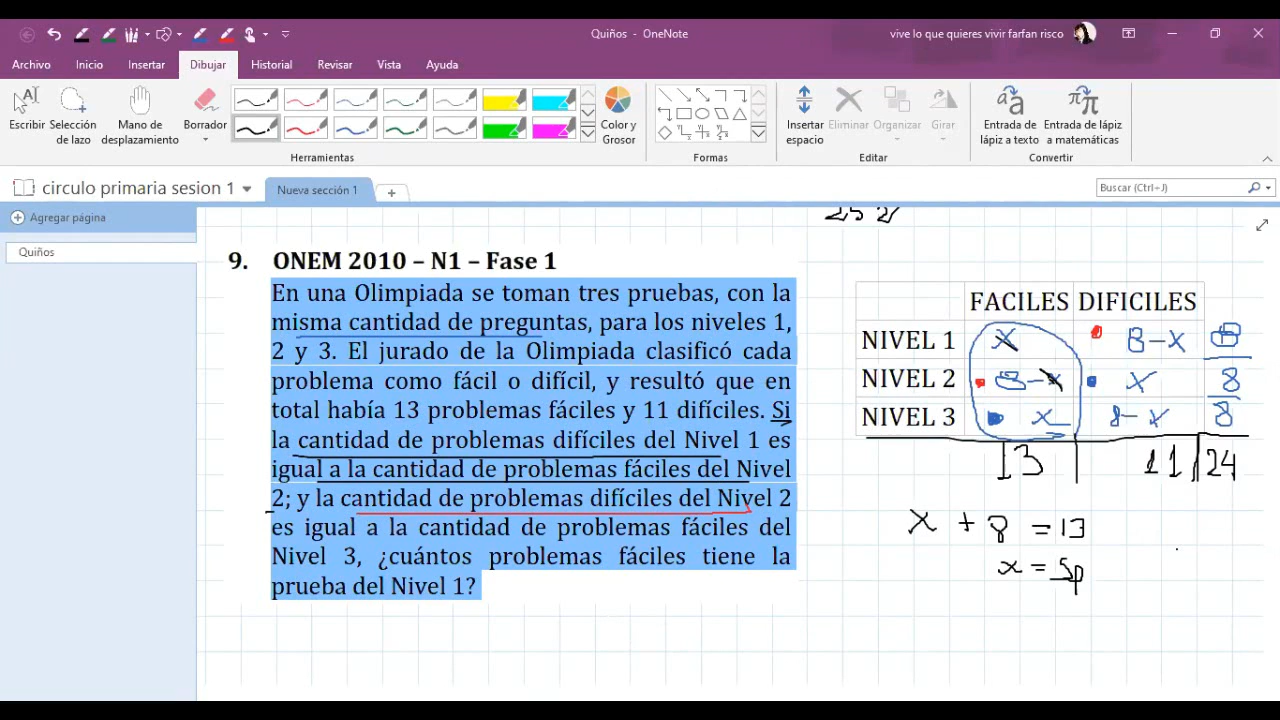 Quiños - OneNote
vive lo que quieres vivir farfan risco
Archivo Inicio Insertar Dibujar Historial Revisar Vista Ayuda
Escribir Selección de lazo Mano de desplazamiento Borrador Color y Grosor Insertar espacio Eliminar Organizar Girar Entrada de lápiz a texto Entrada de lápiz a matemáticas
Herramientas Formas Editar Convertir
circulo primaria sesion 1 Nueva sección 1 Buscar (Ctrl+J)
Agregar página
Quiños
9. ONEM 2010 – N1 – Fase 1
En una Olimpiada se toman tres pruebas, con la
misma cantidad de preguntas, para los niveles 1,
2 y 3. El jurado de la Olimpiada clasificó cada
problema como fácil o difícil, y resultó que en
total había 13 problemas fáciles y 11 difíciles. Si
la cantidad de problemas difíciles del Nivel 1 es
igual a la cantidad de problemas fáciles del Nivel
2; y la cantidad de problemas difíciles del Nivel 2
es igual a la cantidad de problemas fáciles del
Nivel 3, ¿cuántos problemas fáciles tiene la
prueba del Nivel 1?
FACILES DIFICILES
NIVEL 1 x 8-x 8
NIVEL 2 8-x x 8
NIVEL 3 x 8-x 8
13 11 24
x + 8 = 13
x = 5p